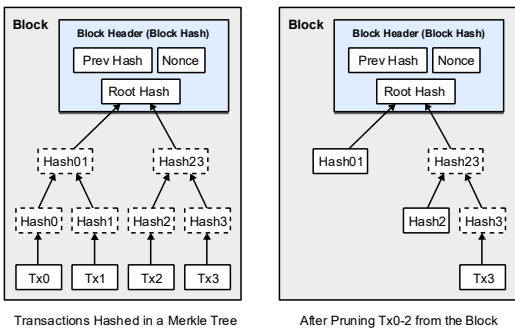 Block
Block Header (Block Hash)
Prev Hash
Nonce
Root Hash
Hash01
Hash23
Hash0
Hash1
Hash2
Hash3
Tx0
Tx1
Tx2
Tx3
Transactions Hashed in a Merkle Tree
Block
Block Header (Block Hash)
Prev Hash
Nonce
Root Hash
Hash01
Hash23
Hash2
Hash3
Tx3
After Pruning Tx0-2 from the Block